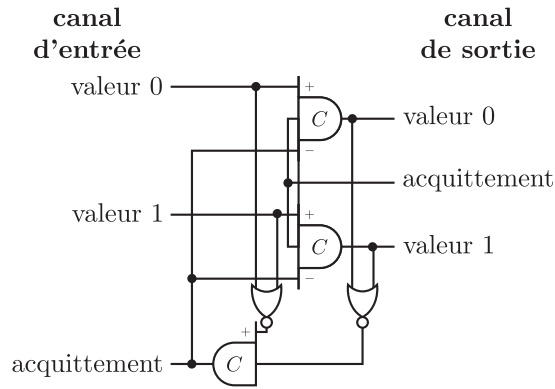 canal
d'entrée
canal
de sortie
valeur 0
+
C
valeur 0
−
acquittement
valeur 1
+
C
valeur 1
−
+
acquittement
C